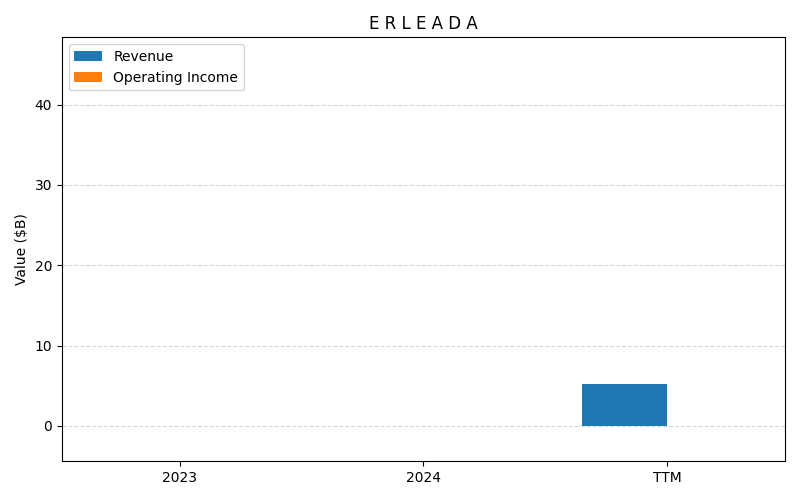 E R L E A D A
Revenue
Operating Income
Value ($B)
40
30
20
10
0
2023
2024
TTM